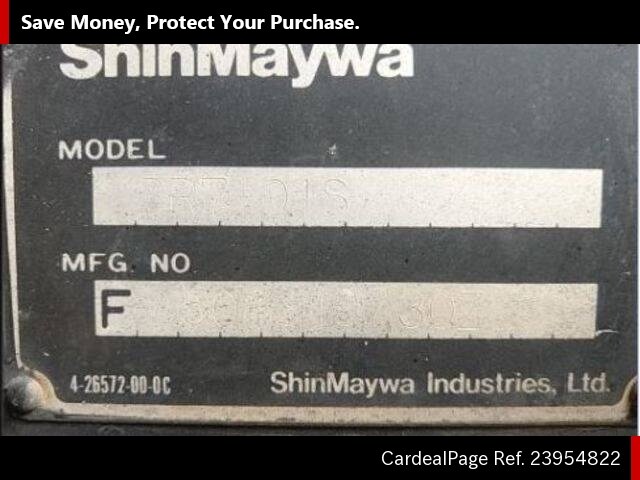 Save Money, Protect Your Purchase.
ShinMaywa
MODEL
MFG. NO
F
4-26572-00-0C
ShinMaywa Industries, Ltd.
CardealPage Ref. 23954822